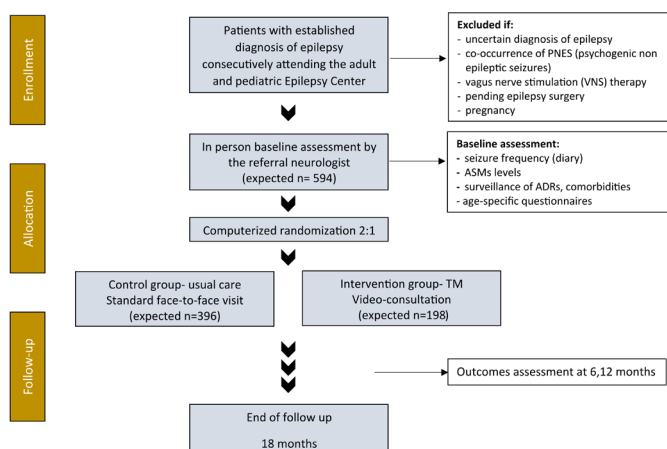 Enrollment
Patients with established
diagnosis of epilepsy
consecutively attending the adult
and pediatric Epilepsy Center
Excluded if:
- uncertain diagnosis of epilepsy
- co-occurrence of PNES (psychogenic non
epileptic seizures)
- vagus nerve stimulation (VNS) therapy
- pending epilepsy surgery
- pregnancy
Allocation
In person baseline assessment by
the referral neurologist
(expected n= 594)
Baseline assessment:
- seizure frequency (diary)
- ASMs levels
- surveillance of ADRs, comorbidities
- age-specific questionnaires
Computerized randomization 2:1
Control group- usual care
Standard face-to-face visit
(expected n=396)
Intervention group- TM
Video-consultation
(expected n=198)
Follow-up
Outcomes assessment at 6,12 months
End of follow up
18 months